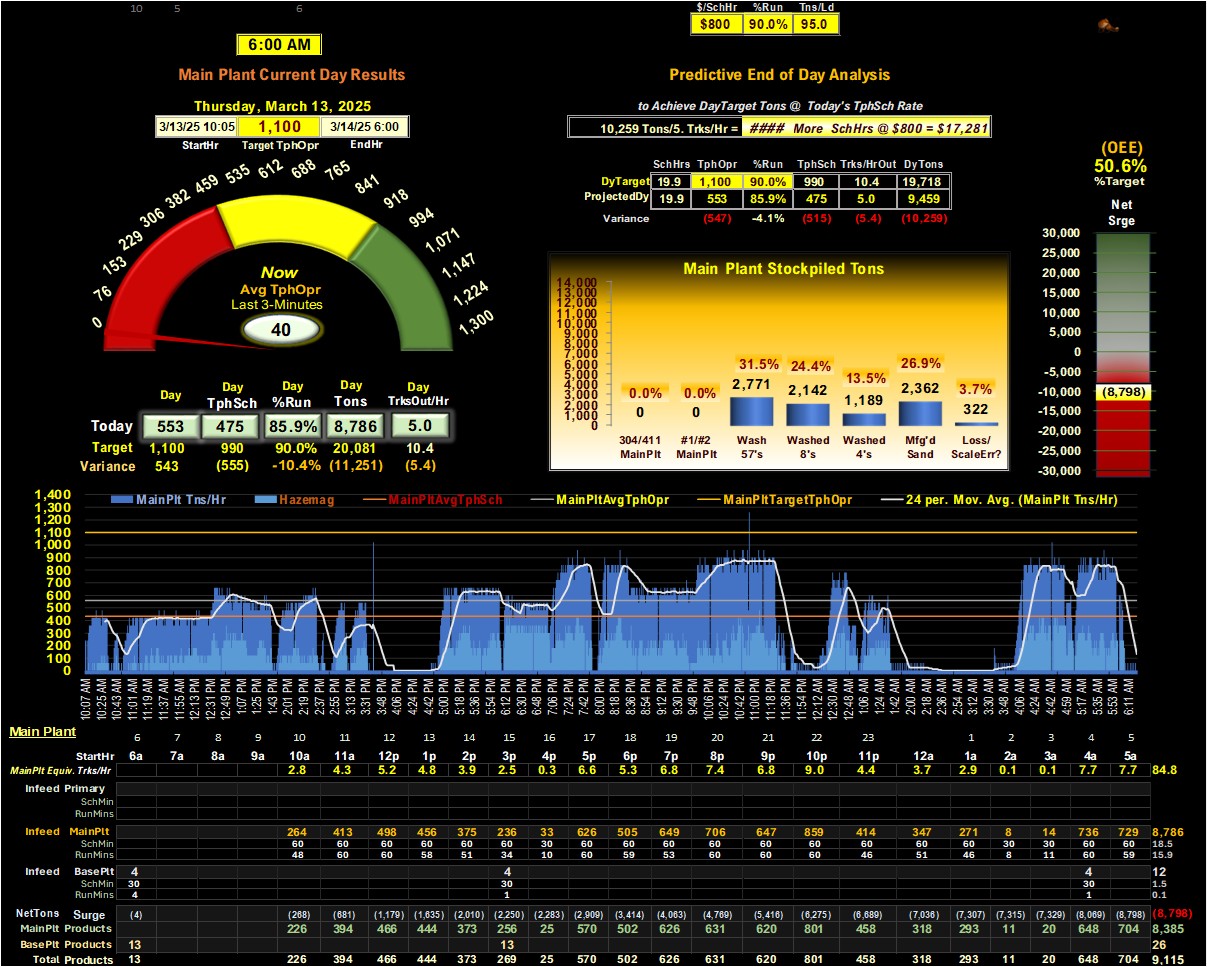 10 5 6
$/SchHr %Run Tns/Ld
$800 90.0% 95.0
6:00 AM
Main Plant Current Day Results
Thursday, March 13, 2025
3/13/25 10:05 1,100 3/14/25 6:00
StartHr Target TphOpr EndHr
0 76 153 229 306 382 459 535 612 688 765 841 918 994 1,071 1,147 1,224 1,300
Now
Avg TphOpr
Last 3-Minutes
40
Day Day TphSch Day %Run Day Tons Day TrksOut/Hr
Today 553 475 85.9% 8,786 5.0
Target 1,100 990 90.0% 20,081 10.4
Variance 543 (555) -10.4% (11,251) (5.4)
Predictive End of Day Analysis
to Achieve DayTarget Tons @ Today's TphSch Rate
10,259 Tons/5. Trks/Hr = #### More SchHrs @ $800 = $17,281
SchHrs TphOpr %Run TphSch Trks/HrOut DyTons
DyTarget 19.9 1,100 90.0% 990 10.4 19,718
ProjectedDy 19.9 553 85.9% 475 5.0 9,459
Variance (547) -4.1% (515) (5.4) (10,259)
Main Plant Stockpiled Tons
14,000
13,000
12,000
11,000
10,000
9,000
8,000
7,000
6,000
5,000
4,000
3,000
2,000
1,000
0
0.0% 0.0% 31.5% 24.4% 13.5% 26.9% 3.7%
0 0 2,771 2,142 1,189 2,362 322
304/411 #1/#2 Wash Washed Washed Mfg'd Loss/
MainPlt MainPlt 57's 8's 4's Sand ScaleErr?
(OEE)
50.6%
%Target
Net
Srge
30,000
25,000
20,000
15,000
10,000
5,000
0
-5,000
-10,000
-15,000
-20,000
-25,000
-30,000
(8,798)
MainPlt Tns/Hr Hazemag MainPltAvgTphSch MainPltAvgTphOpr MainPltTargetTphOpr 24 per. Mov. Avg. (MainPlt Tns/Hr)
1,400
1,300
1,200
1,100
1,000
900
800
700
600
500
400
300
200
100
0
10:07 AM 10:25 AM 10:43 AM 11:01 AM 11:19 AM 11:37 AM 11:55 AM 12:13 PM 12:31 PM 12:49 PM 1:07 PM 1:25 PM 1:43 PM 2:01 PM 2:19 PM 2:37 PM 2:55 PM 3:13 PM 3:31 PM 3:48 PM 4:06 PM 4:24 PM 4:42 PM 5:00 PM 5:18 PM 5:36 PM 5:54 PM 6:12 PM 6:30 PM 6:48 PM 7:06 PM 7:24 PM 7:42 PM 8:00 PM 8:18 PM 8:36 PM 8:54 PM 9:12 PM 9:30 PM 9:48 PM 10:06 PM 10:24 PM 10:42 PM 11:00 PM 11:18 PM 11:36 PM 11:54 PM 12:12 AM 12:30 AM 12:48 AM 1:06 AM 1:24 AM 1:42 AM 2:00 AM 2:18 AM 2:36 AM 2:54 AM 3:12 AM 3:30 AM 3:48 AM 4:06 AM 4:24 AM 4:42 AM 4:59 AM 5:17 AM 5:35 AM 5:53 AM 6:11 AM
Main Plant
6 7 8 9 10 11 12 13 14 15 16 17 18 19 20 21 22 23 1 2 3 4 5
StartHr 6a 7a 8a 9a 10a 11a 12p 1p 2p 3p 4p 5p 6p 7p 8p 9p 10p 11p 12a 1a 2a 3a 4a 5a
MainPlt Equiv. Trks/Hr 2.8 4.3 5.2 4.8 3.9 2.5 0.3 6.6 5.3 6.8 7.4 6.8 9.0 4.4 3.7 2.9 0.1 0.1 7.7 7.7 84.8
Infeed Primary
SchMin
RunMins
Infeed MainPlt 264 413 498 456 375 236 33 626 505 649 706 647 859 414 347 271 8 14 736 729 8,786
SchMin 60 60 60 60 60 60 30 60 60 60 60 60 60 60 60 60 30 30 60 60 18.5
RunMins 48 60 60 58 51 34 10 60 59 53 60 60 60 46 51 46 8 11 60 59 15.9
Infeed BasePlt 4 4 4 12
SchMin 30 30 30 1.5
RunMins 4 1 1 0.1
NetTons Surge (4) (268) (681) (1,179) (1,635) (2,010) (2,250) (2,283) (2,909) (3,414) (4,063) (4,769) (5,416) (6,275) (6,689) (7,036) (7,307) (7,315) (7,329) (8,069) (8,798) (8,798)
MainPlt Products 226 394 466 444 373 256 25 570 502 626 631 620 801 458 318 293 11 20 648 704 8,385
BasePlt Products 13 13 26
Total Products 13 226 394 466 444 373 269 25 570 502 626 631 620 801 458 318 293 11 20 648 704 9,115